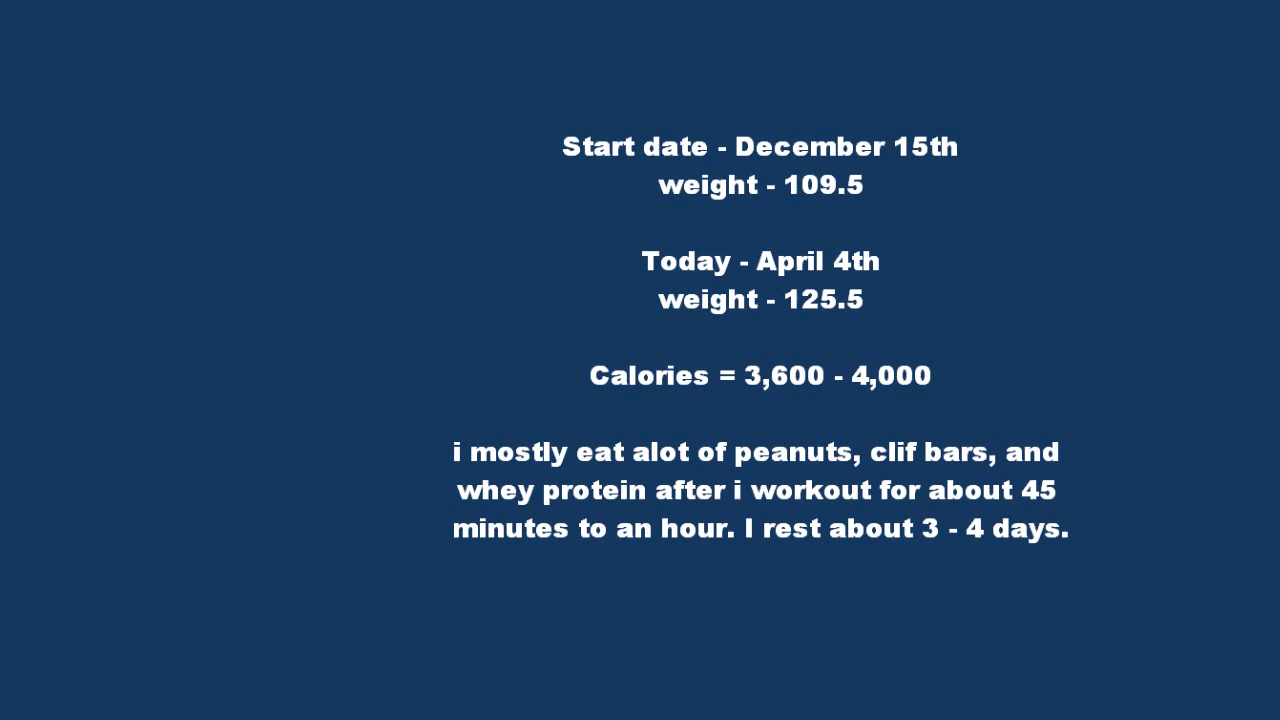 Start date - December 15th
weight - 109.5
Today - April 4th
weight - 125.5
Calories = 3,600 - 4,000
i mostly eat alot of peanuts, clif bars, and
whey protein after i workout for about 45
minutes to an hour. I rest about 3 - 4 days.